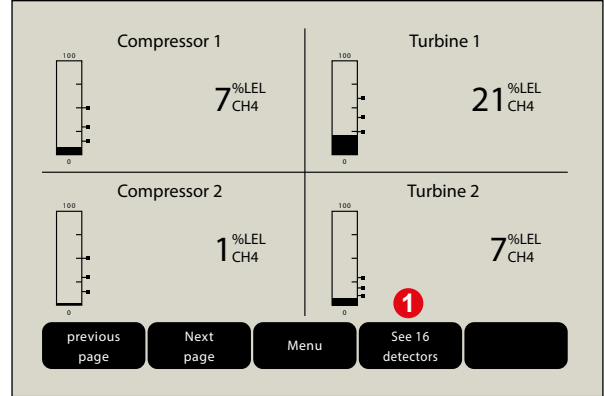 Compressor 1
100
7 %LEL
CH4
0
Turbine 1
100
21 %LEL
CH4
0
Compressor 2
100
1 %LEL
CH4
0
Turbine 2
100
7 %LEL
CH4
0
1
previous
page
Next
page
Menu
See 16
detectors